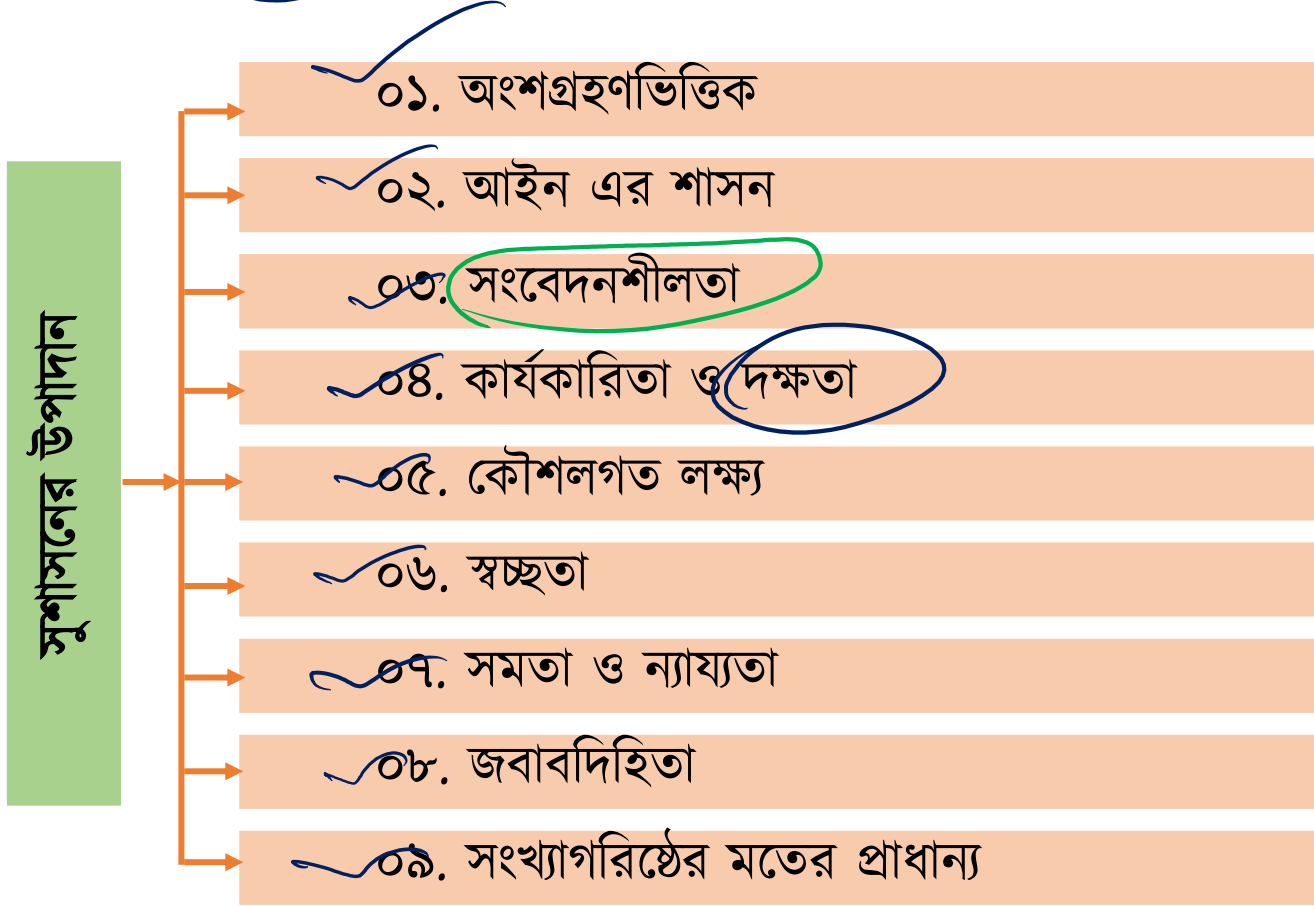 সুশাসনের উপাদান
০১. অংশগ্রহণভিত্তিক
০২. আইন এর শাসন
০৩. সংবেদনশীলতা
০৪. কার্যকারিতা ও দক্ষতা
০৫. কৌশলগত লক্ষ্য
০৬. স্বচ্ছতা
০৭. সমতা ও ন্যায্যতা
০৮. জবাবদিহিতা
০৯. সংখ্যাগরিষ্ঠের মতের প্রাধান্য